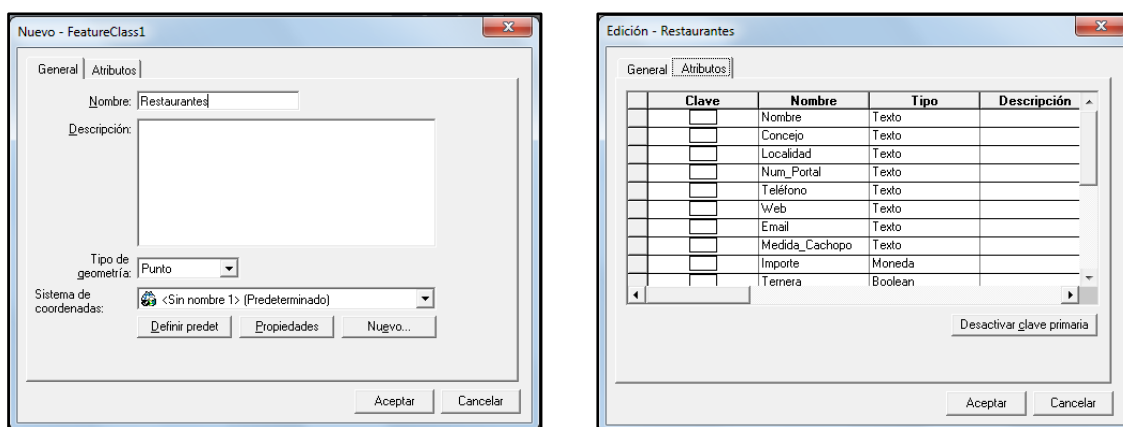 Nuevo - FeatureClass1
General Atributos
Nombre: Restaurantes
Descripción:
Tipo de
geometría: Punto
Sistema de
coordenadas: <Sin nombre 1> (Predeterminado)
Definir predet Propiedades Nuevo...
Aceptar Cancelar
Edición - Restaurantes
General Atributos
Clave Nombre Tipo Descripción
Nombre Texto
Concejo Texto
Localidad Texto
Num_Portal Texto
Teléfono Texto
Web Texto
Email Texto
Medida_Cachopo Texto
Importe Moneda
Ternera Boolean
Desactivar clave primaria
Aceptar Cancelar